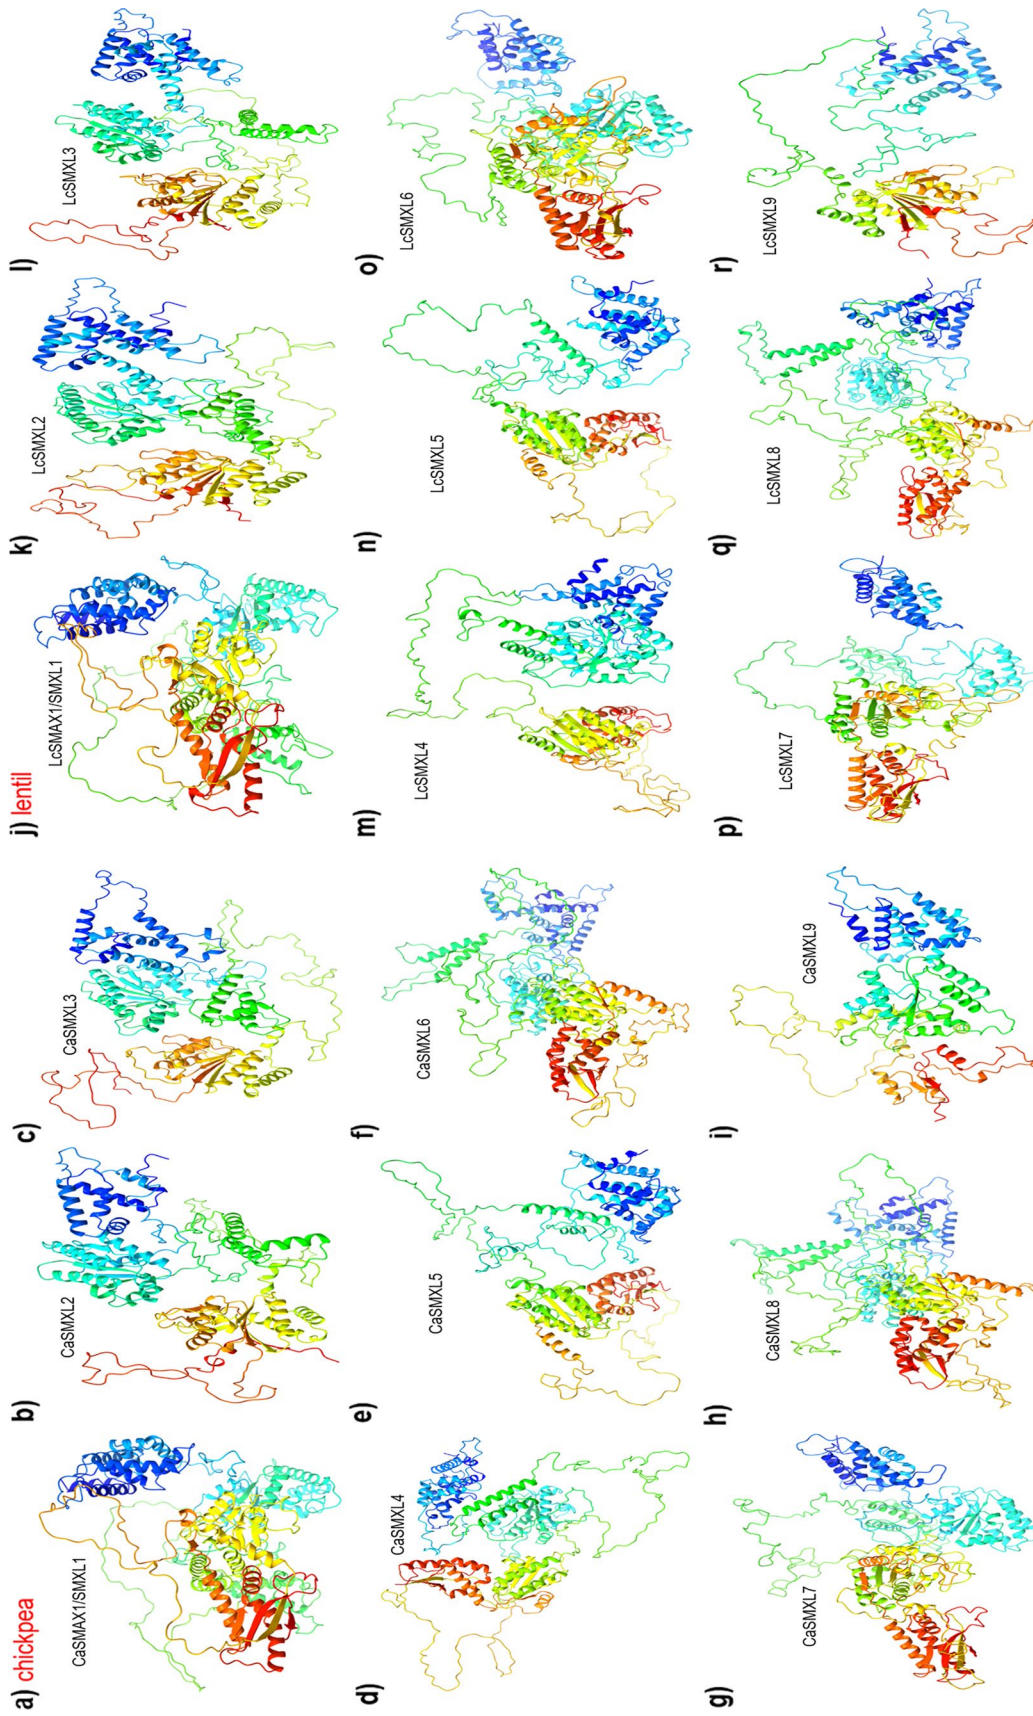 a) chickpea
CaSMAX1/SMXL1
b)
CaSMXL2
c)
CaSMXL3
j) lentil
LcSMAX1/SMXL1
k)
LcSMXL2
l)
LcSMXL3
d)
CaSMXL4
e)
CaSMXL5
f)
CaSMXL6
m)
LcSMXL4
n)
LcSMXL5
o)
LcSMXL6
g)
CaSMXL7
h)
CaSMXL8
i)
CaSMXL9
p)
LcSMXL7
q)
LcSMXL8
r)
LcSMXL9